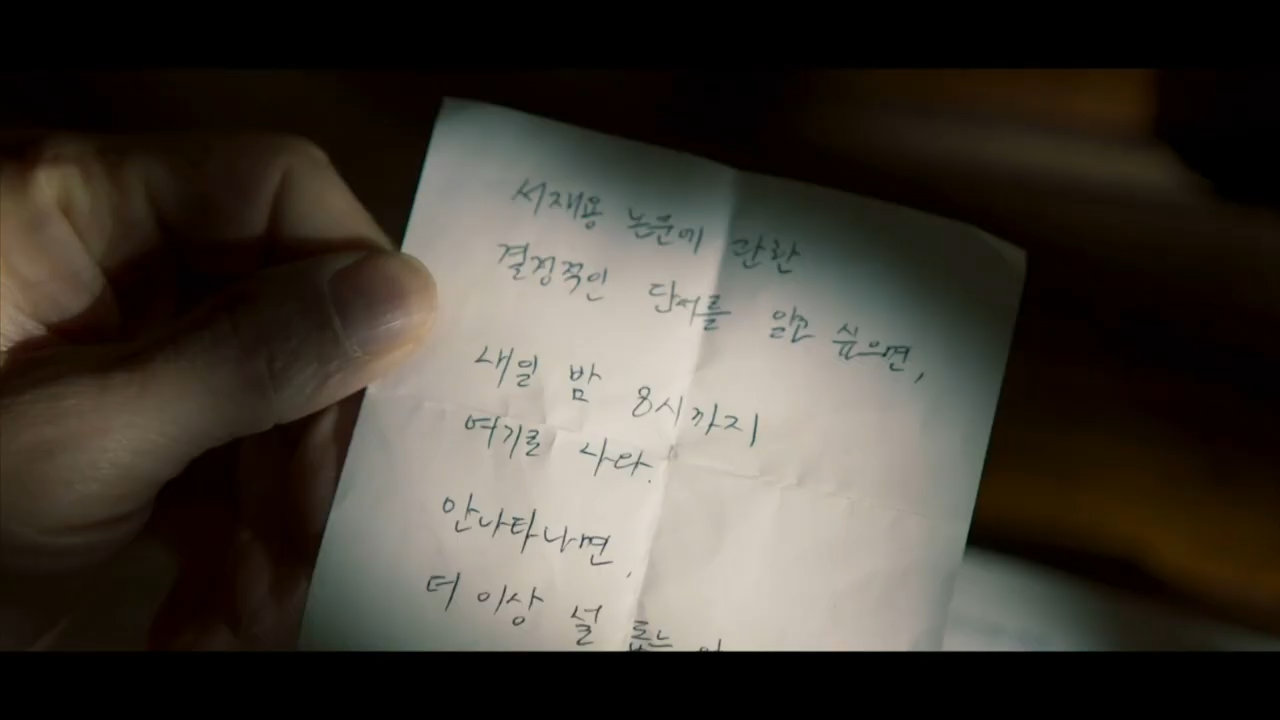 서재용 논문에 관한
결정적인 단서를 알고 싶으면,
내일 밤 8시까지
여기로 나와.
안나타나면,
더 이상